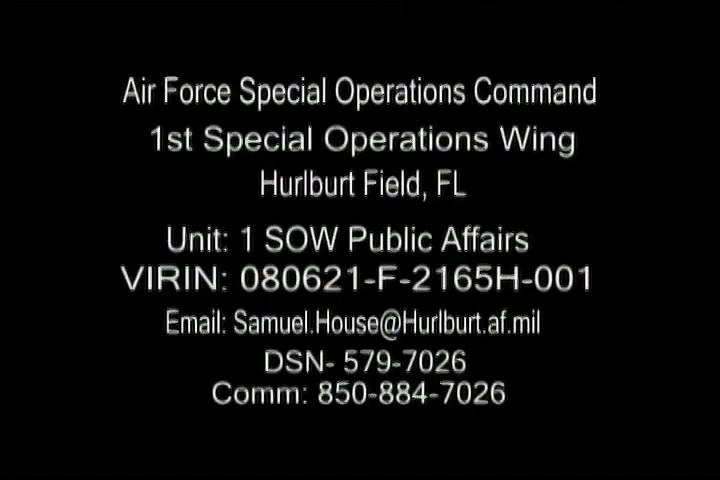 Air Force Special Operations Command
1st Special Operations Wing
Hurlburt Field, FL
Unit: 1 SOW Public Affairs
VIRIN: 080621-F-2165H-001
Email: Samuel.House@Hurlburt.af.mil
DSN- 579-7026
Comm: 850-884-7026